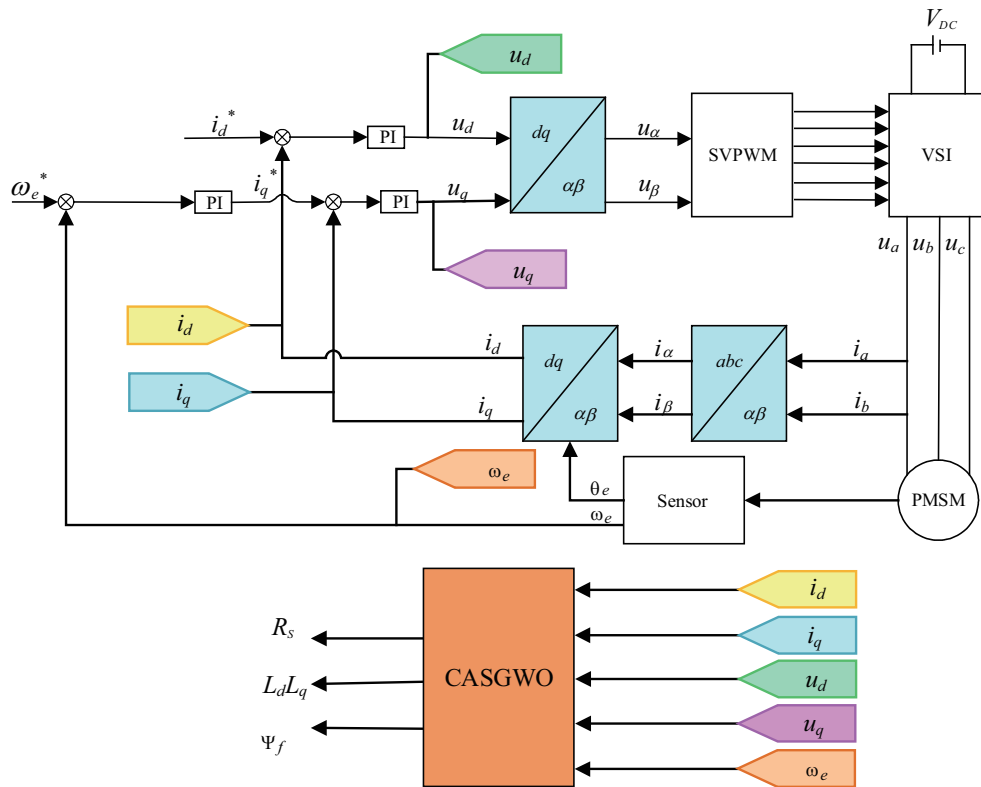 V_DC
u_d
i_d^*
PI
u_d
dq
αβ
u_α
SVPWM
VSI
ω_e^*
PI
i_q^*
PI
u_q
u_β
u_q
u_a
u_b
u_c
i_d
i_d
dq
αβ
i_α
abc
αβ
i_a
i_q
i_q
i_β
i_b
ω_e
θ_e
ω_e
Sensor
PMSM
CASGWO
R_s
L_dL_q
Ψ_f
i_d
i_q
u_d
u_q
ω_e